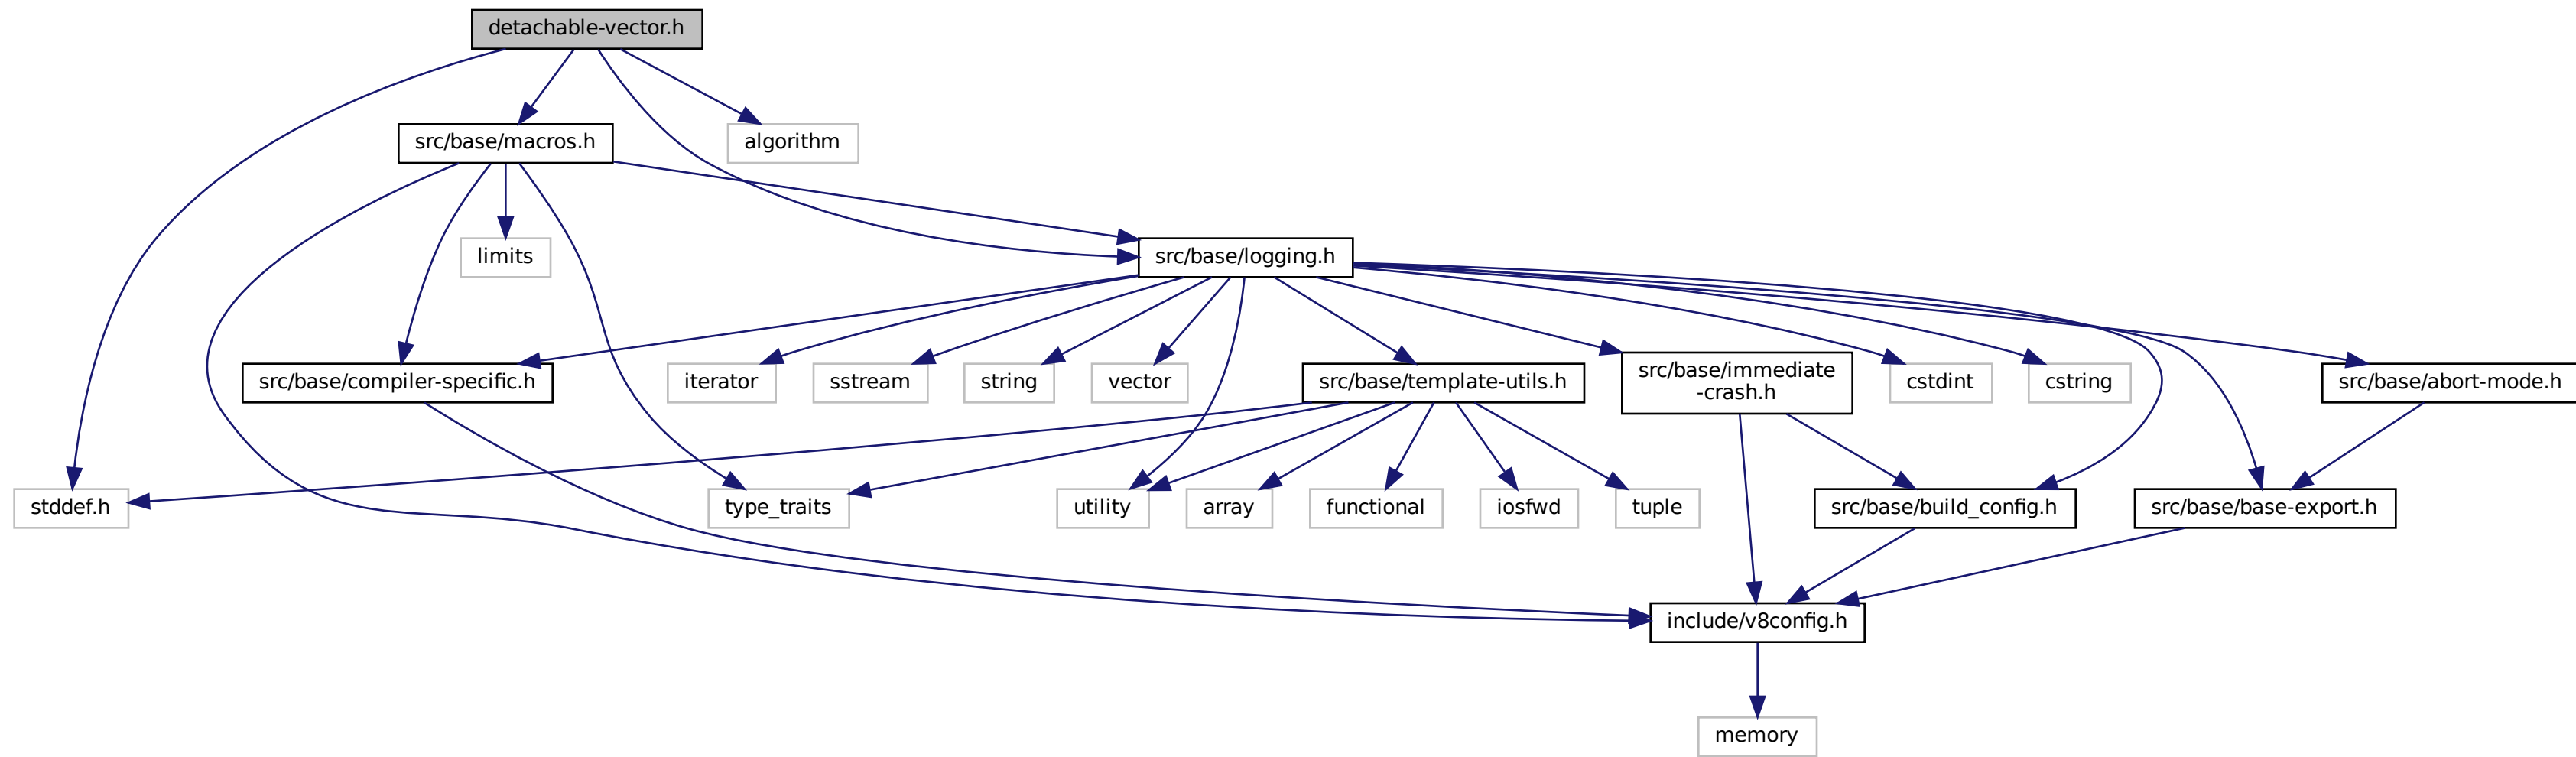 detachable-vector.h
src/base/macros.h
algorithm
limits
src/base/logging.h
src/base/compiler-specific.h
iterator
sstream
string
vector
src/base/template-utils.h
src/base/immediate
-crash.h
cstdint
cstring
src/base/abort-mode.h
stddef.h
type_traits
utility
array
functional
iosfwd
tuple
src/base/build_config.h
src/base/base-export.h
include/v8config.h
memory